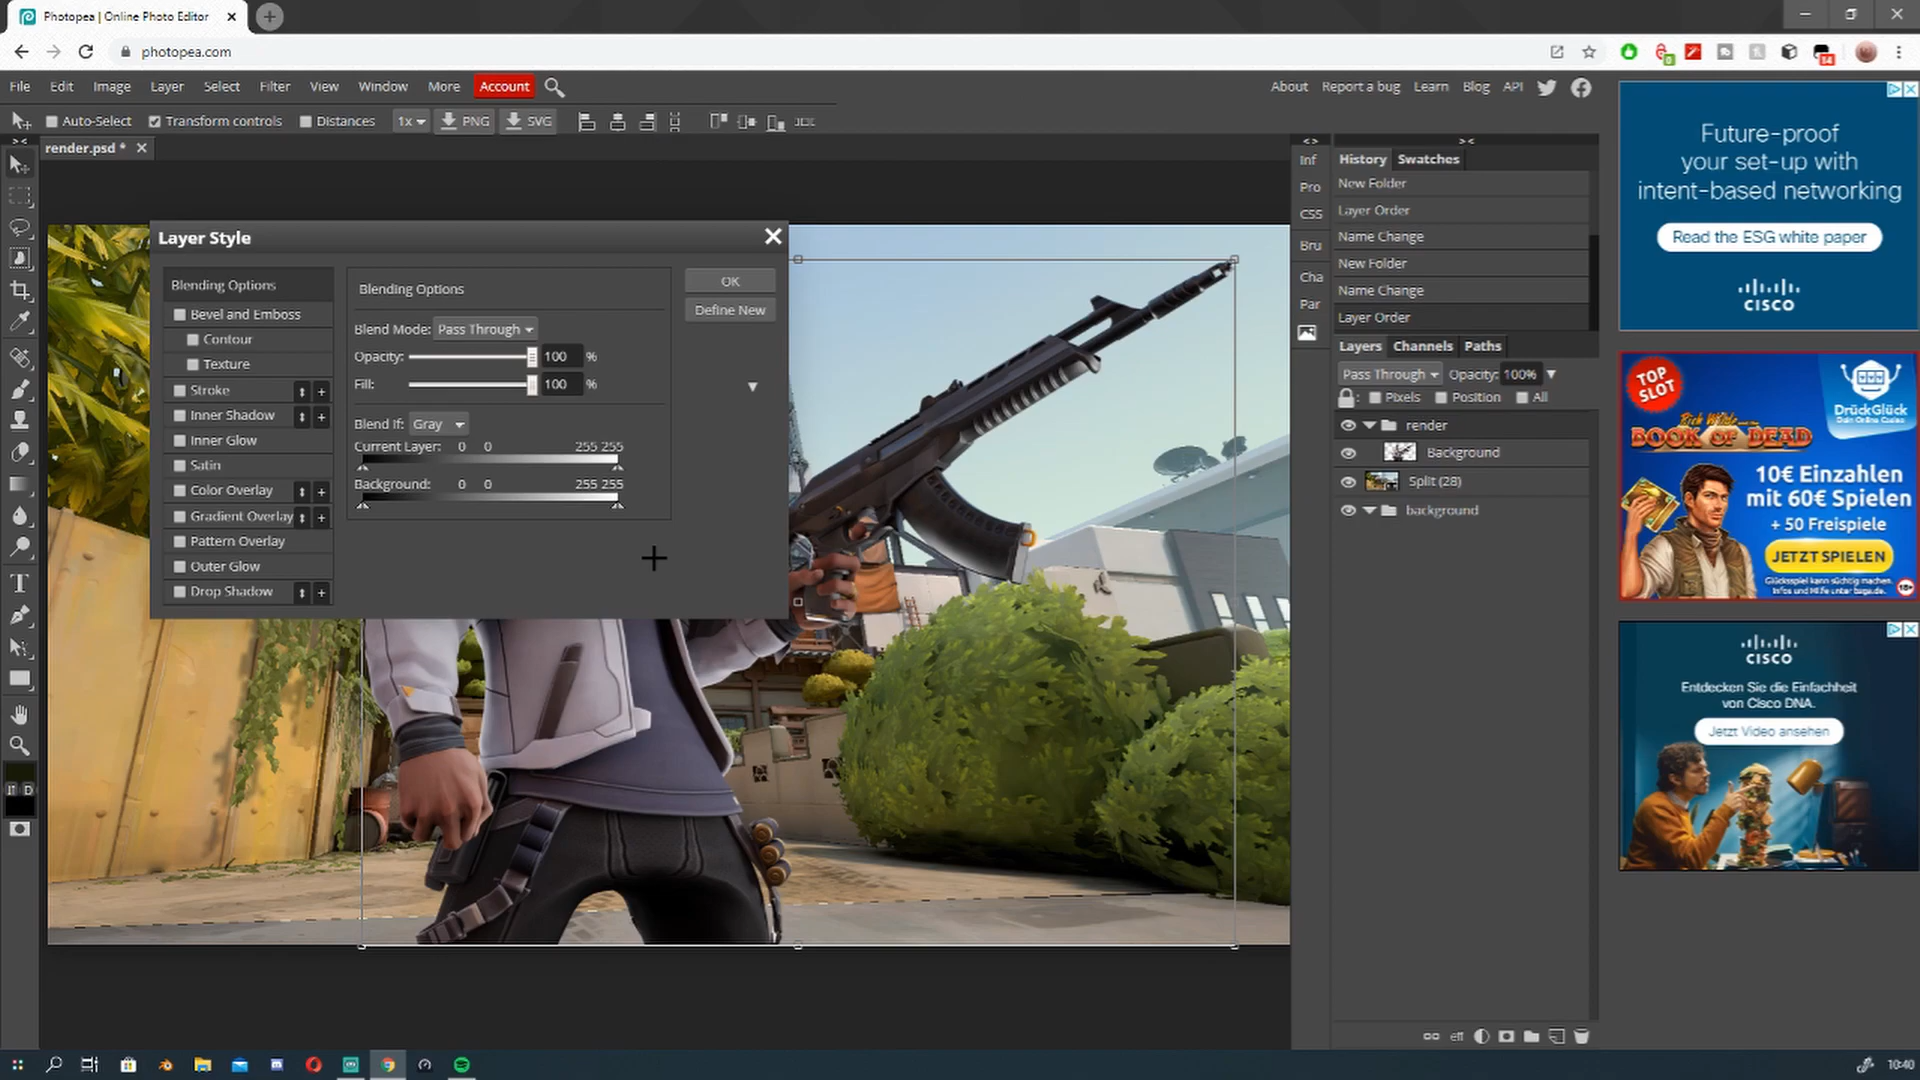 Photopea | Online Photo Editor
photopea.com
File Edit Image Layer Select Filter View Window More Account
About Report a bug Learn Blog API
Auto-Select Transform controls Distances 1x PNG SVG
render.psd *
Layer Style
Blending Options
Bevel and Emboss
Contour
Texture
Stroke
Inner Shadow
Inner Glow
Satin
Color Overlay
Gradient Overlay
Pattern Overlay
Outer Glow
Drop Shadow
Blending Options
Blend Mode: Pass Through
Opacity: 100 %
Fill: 100 %
Blend If: Gray
Current Layer: 0 0 255 255
Background: 0 0 255 255
OK
Define New
Inf
Pro
CSS
Bru
Cha
Par
History Swatches
New Folder
Layer Order
Name Change
New Folder
Name Change
Layer Order
Layers Channels Paths
Pass Through Opacity: 100%
Pixels Position All
render
Background
Split (28)
background
eff
Future-proof
your set-up with
intent-based networking
Read the ESG white paper
CISCO
TOP
SLOT
DrückGlück
Dein Online Casino
Rich Wilde
BOOK OF DEAD
10€ Einzahlen
mit 60€ Spielen
+ 50 Freispiele
JETZT SPIELEN
CISCO
Entdecken Sie die Einfachheit
von Cisco DNA.
Jetzt Video ansehen
10:40